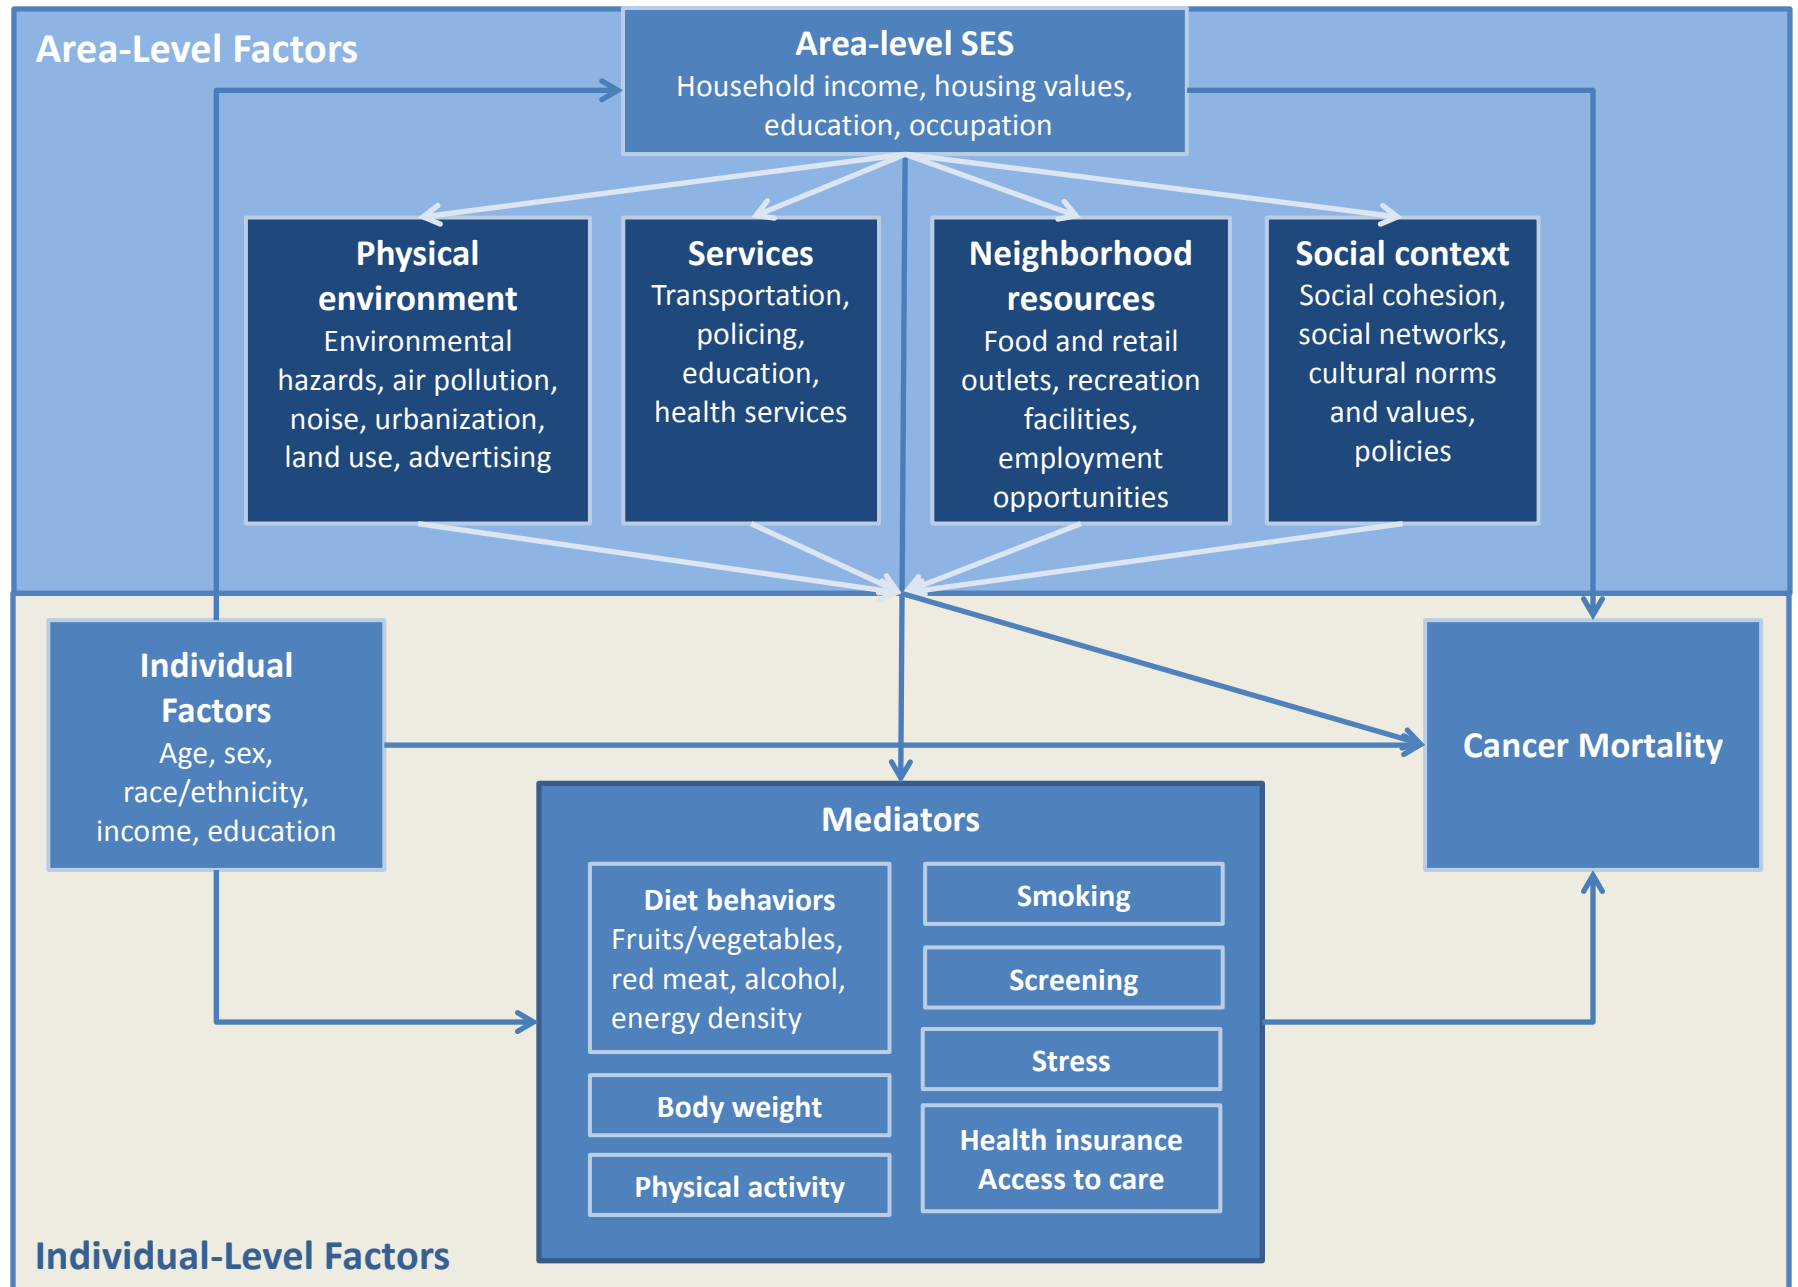 Area-Level Factors
Area-level SES
Household income, housing values,
education, occupation
Physical
environment
Environmental
hazards, air pollution,
noise, urbanization,
land use, advertising
Services
Transportation,
policing,
education,
health services
Neighborhood
resources
Food and retail
outlets, recreation
facilities,
employment
opportunities
Social context
Social cohesion,
social networks,
cultural norms
and values,
policies
Individual
Factors
Age, sex,
race/ethnicity,
income, education
Cancer Mortality
Mediators
Diet behaviors
Fruits/vegetables,
red meat, alcohol,
energy density
Body weight
Physical activity
Smoking
Screening
Stress
Health insurance
Access to care
Individual-Level Factors